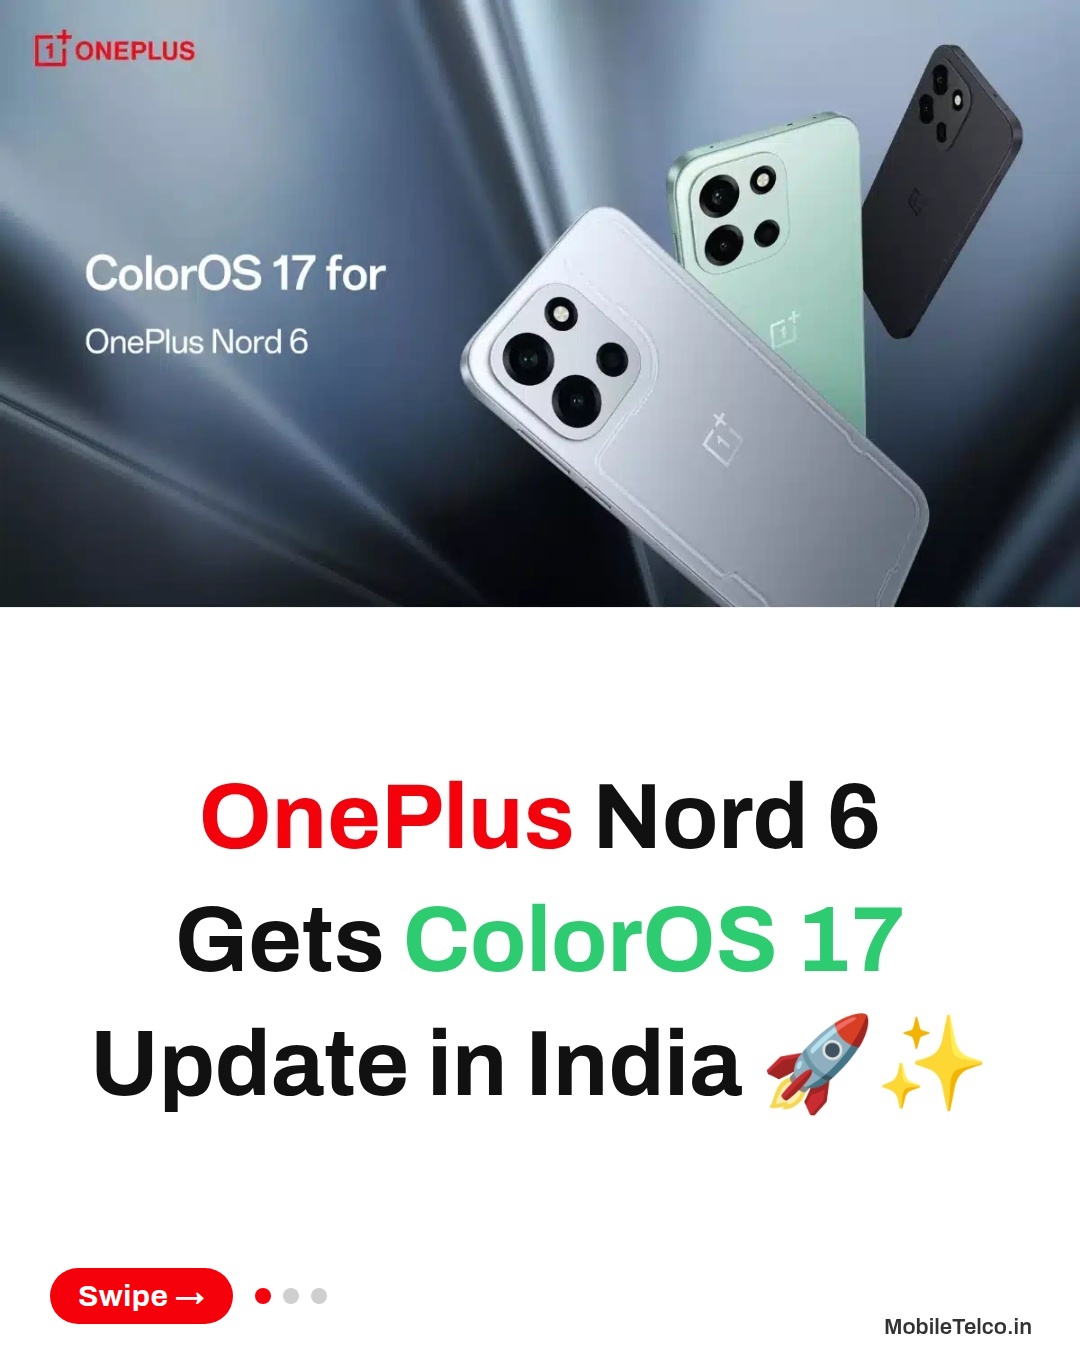 ONEPLUS
ColorOS 17 for
OnePlus Nord 6
OnePlus Nord 6
Gets ColorOS 17
Update in India 🚀✨
Swipe →
MobileTelco.in